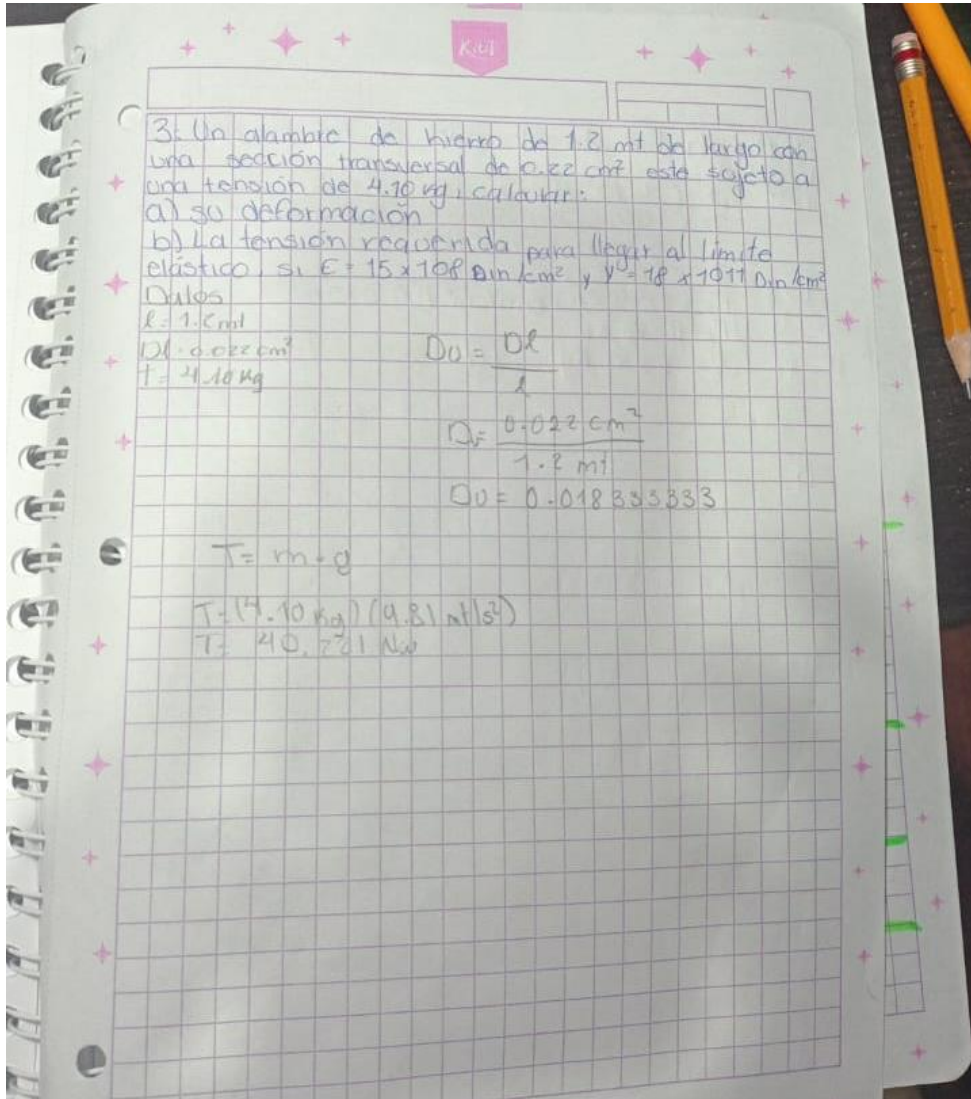 KIUT
3. Un alambre de hierro de 1.2 mt de largo con
una sección transversal de 0.22 cm² este sujeto a
una tensión de 4.10 kg, calcular:
a) su deformación
b) La tensión requerida para llegar al límite
elástico si E = 15 x 108 Din/cm², y Y = 18 x 1011 Din/cm²
Datos
l = 1.2 mt
Dl = 0.022 cm²
T = 4.10 kg
DU = Dl / l
D = 0.022 cm² / 1.2 mt
DU = 0.018333333
T = m · g
T = (4.10 kg) (9.81 mt/s²)
T = 40.221 Nw